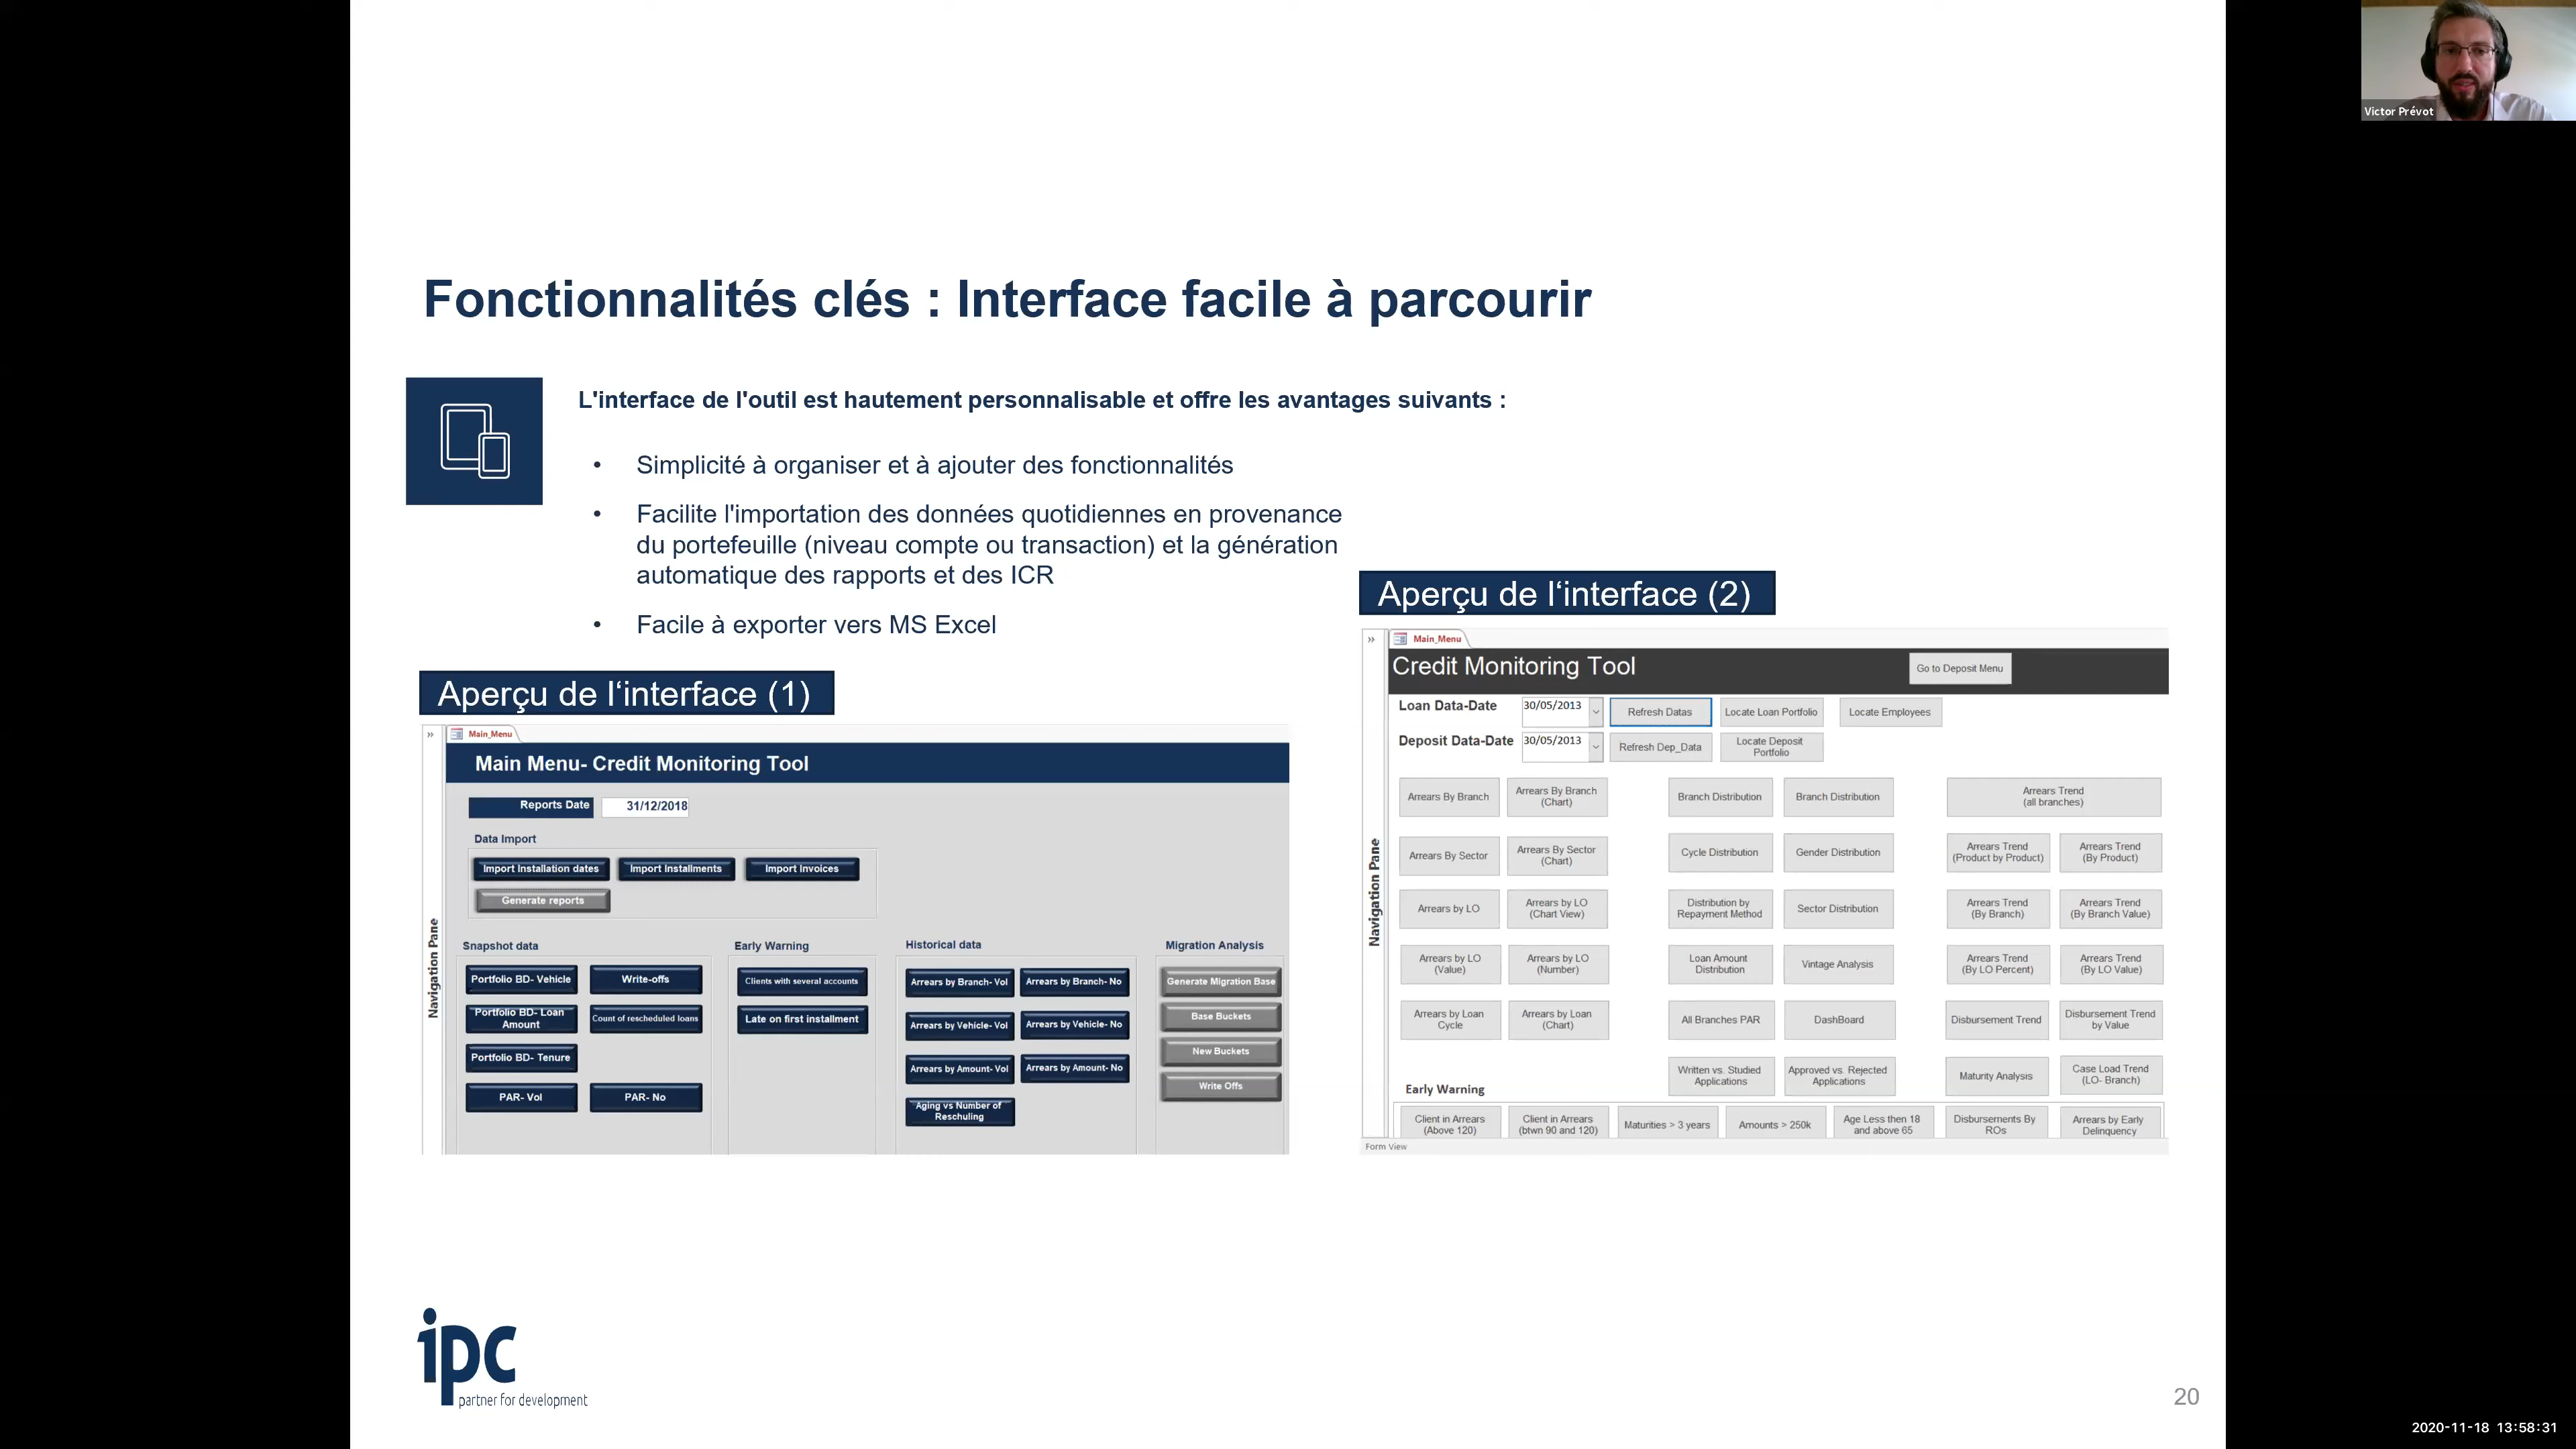 Victor Prévot
Fonctionnalités clés : Interface facile à parcourir
L'interface de l'outil est hautement personnalisable et offre les avantages suivants :
• Simplicité à organiser et à ajouter des fonctionnalités
• Facilite l'importation des données quotidiennes en provenance
du portefeuille (niveau compte ou transaction) et la génération
automatique des rapports et des ICR
• Facile à exporter vers MS Excel
Aperçu de l‘interface (1)
Main_Menu
Main Menu- Credit Monitoring Tool
Reports Date 31/12/2018
Data Import
Import Installation dates Import Installments Import Invoices
Generate reports
Navigation Pane
Snapshot data Early Warning Historical data Migration Analysis
Portfolio BD- Vehicle Write-offs Clients with several accounts Arrears by Branch- Vol Arrears by Branch- No Generate Migration Base
Portfolio BD- Loan
Amount
Count of rescheduled loans Late on first installment Arrears by Vehicle- Vol Arrears by Vehicle- No Base Buckets
Portfolio BD- Tenure Arrears by Amount- Vol Arrears by Amount- No New Buckets
PAR- Vol PAR- No Aging vs Number of
Reschuling
Write Offs
Aperçu de l‘interface (2)
Main_Menu
Credit Monitoring Tool Go to Deposit Menu
Loan Data-Date 30/05/2013 Refresh Datas Locate Loan Portfolio Locate Employees
Deposit Data-Date 30/05/2013 Refresh Dep_Data Locate Deposit
Portfolio
Navigation Pane
Arrears By Branch Arrears By Branch
(Chart)
Branch Distribution Branch Distribution Arrears Trend
(all branches)
Arrears By Sector Arrears By Sector
(Chart)
Cycle Distribution Gender Distribution Arrears Trend
(Product by Product)
Arrears Trend
(By Product)
Arrears by LO Arrears by LO
(Chart View)
Distribution by
Repayment Method
Sector Distribution Arrears Trend
(By Branch)
Arrears Trend
(By Branch Value)
Arrears by LO
(Value)
Arrears by LO
(Number)
Loan Amount
Distribution
Vintage Analysis Arrears Trend
(By LO Percent)
Arrears Trend
(By LO Value)
Arrears by Loan
Cycle
Arrears by Loan
(Chart)
All Branches PAR DashBoard Disbursement Trend Disbursement Trend
by Value
Written vs. Studied
Applications
Approved vs. Rejected
Applications
Maturity Analysis Case Load Trend
(LO- Branch)
Early Warning
Client in Arrears
(Above 120)
Client in Arrears
(btwn 90 and 120)
Maturities > 3 years Amounts > 250k Age Less then 18
and above 65
Disbursements By
ROs
Arrears by Early
Delinquency
Form View
ipc
partner for development
20
2020-11-18 13:58:31